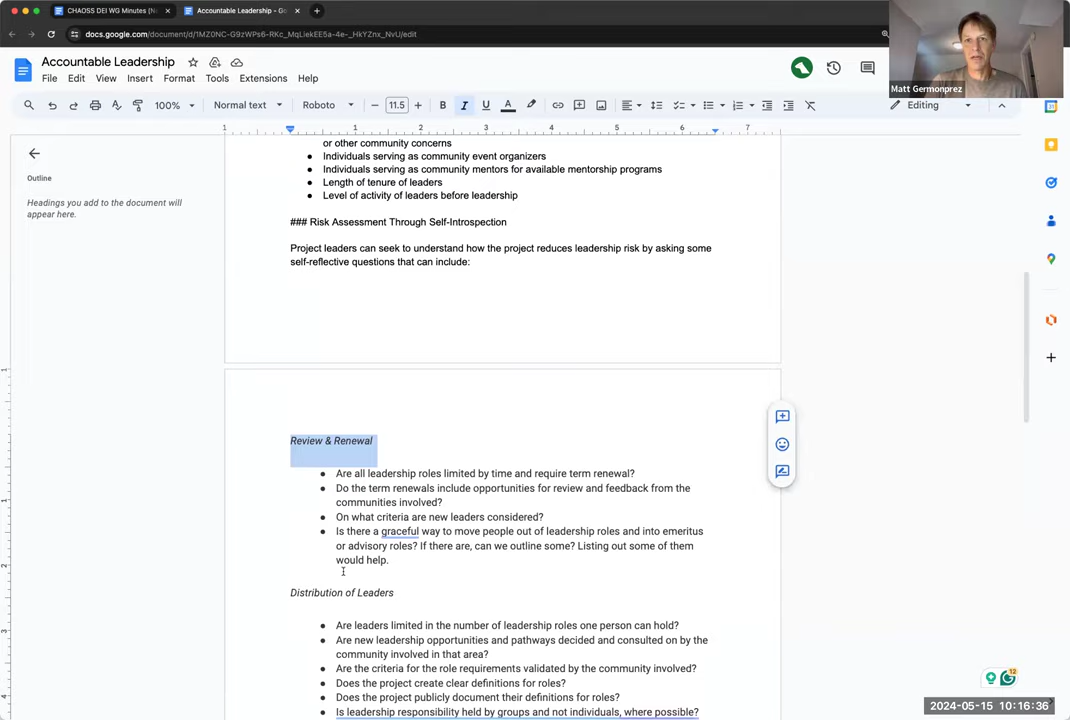 CHAOSS DEI WG Minutes (N
Accountable Leadership - Go
docs.google.com/document/d/1MZ0NC-G9zWPs6-RKc_MqLiekEE5a-4e-_HkYZnx_NvU/edit
Accountable Leadership
File Edit View Insert Format Tools Extensions Help
Matt Germonprez
100% Normal text Roboto 11.5 B I U A Editing
1 1 2 3 4 5 6 7
or other community concerns
● Individuals serving as community event organizers
● Individuals serving as community mentors for available mentorship programs
● Length of tenure of leaders
● Level of activity of leaders before leadership
Outline
Headings you add to the document will
appear here.
### Risk Assessment Through Self-Introspection
Project leaders can seek to understand how the project reduces leadership risk by asking some
self-reflective questions that can include:
Review & Renewal
● Are all leadership roles limited by time and require term renewal?
● Do the term renewals include opportunities for review and feedback from the
communities involved?
● On what criteria are new leaders considered?
● Is there a graceful way to move people out of leadership roles and into emeritus
or advisory roles? If there are, can we outline some? Listing out some of them
would help.
Distribution of Leaders
● Are leaders limited in the number of leadership roles one person can hold?
● Are new leadership opportunities and pathways decided and consulted on by the
community involved in that area?
● Are the criteria for the role requirements validated by the community involved?
● Does the project create clear definitions for roles?
● Does the project publicly document their definitions for roles?
● Is leadership responsibility held by groups and not individuals, where possible?
12
2024-05-15 10:16:36